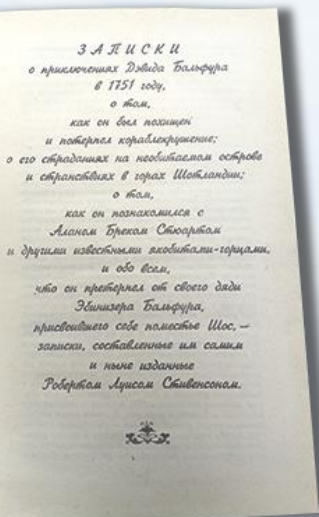 ЗАПИСКИ
о приключениях Дэвида Бальфура
в 1751 году,
о том,
как он был похищен
и потерпел кораблекрушение;
о его страданиях на необитаемом острове
и странствиях в горах Шотландии;
о том,
как он познакомился с
Аланом Бреком Стюартом
и другими известными якобитами-горцами,
и обо всем,
что он претерпел от своего дяди
Эбинизера Бальфура,
присвоившего себе поместье Шос, —
записки, составленные им самим
и ныне изданные
Робертом Луисом Стивенсоном.